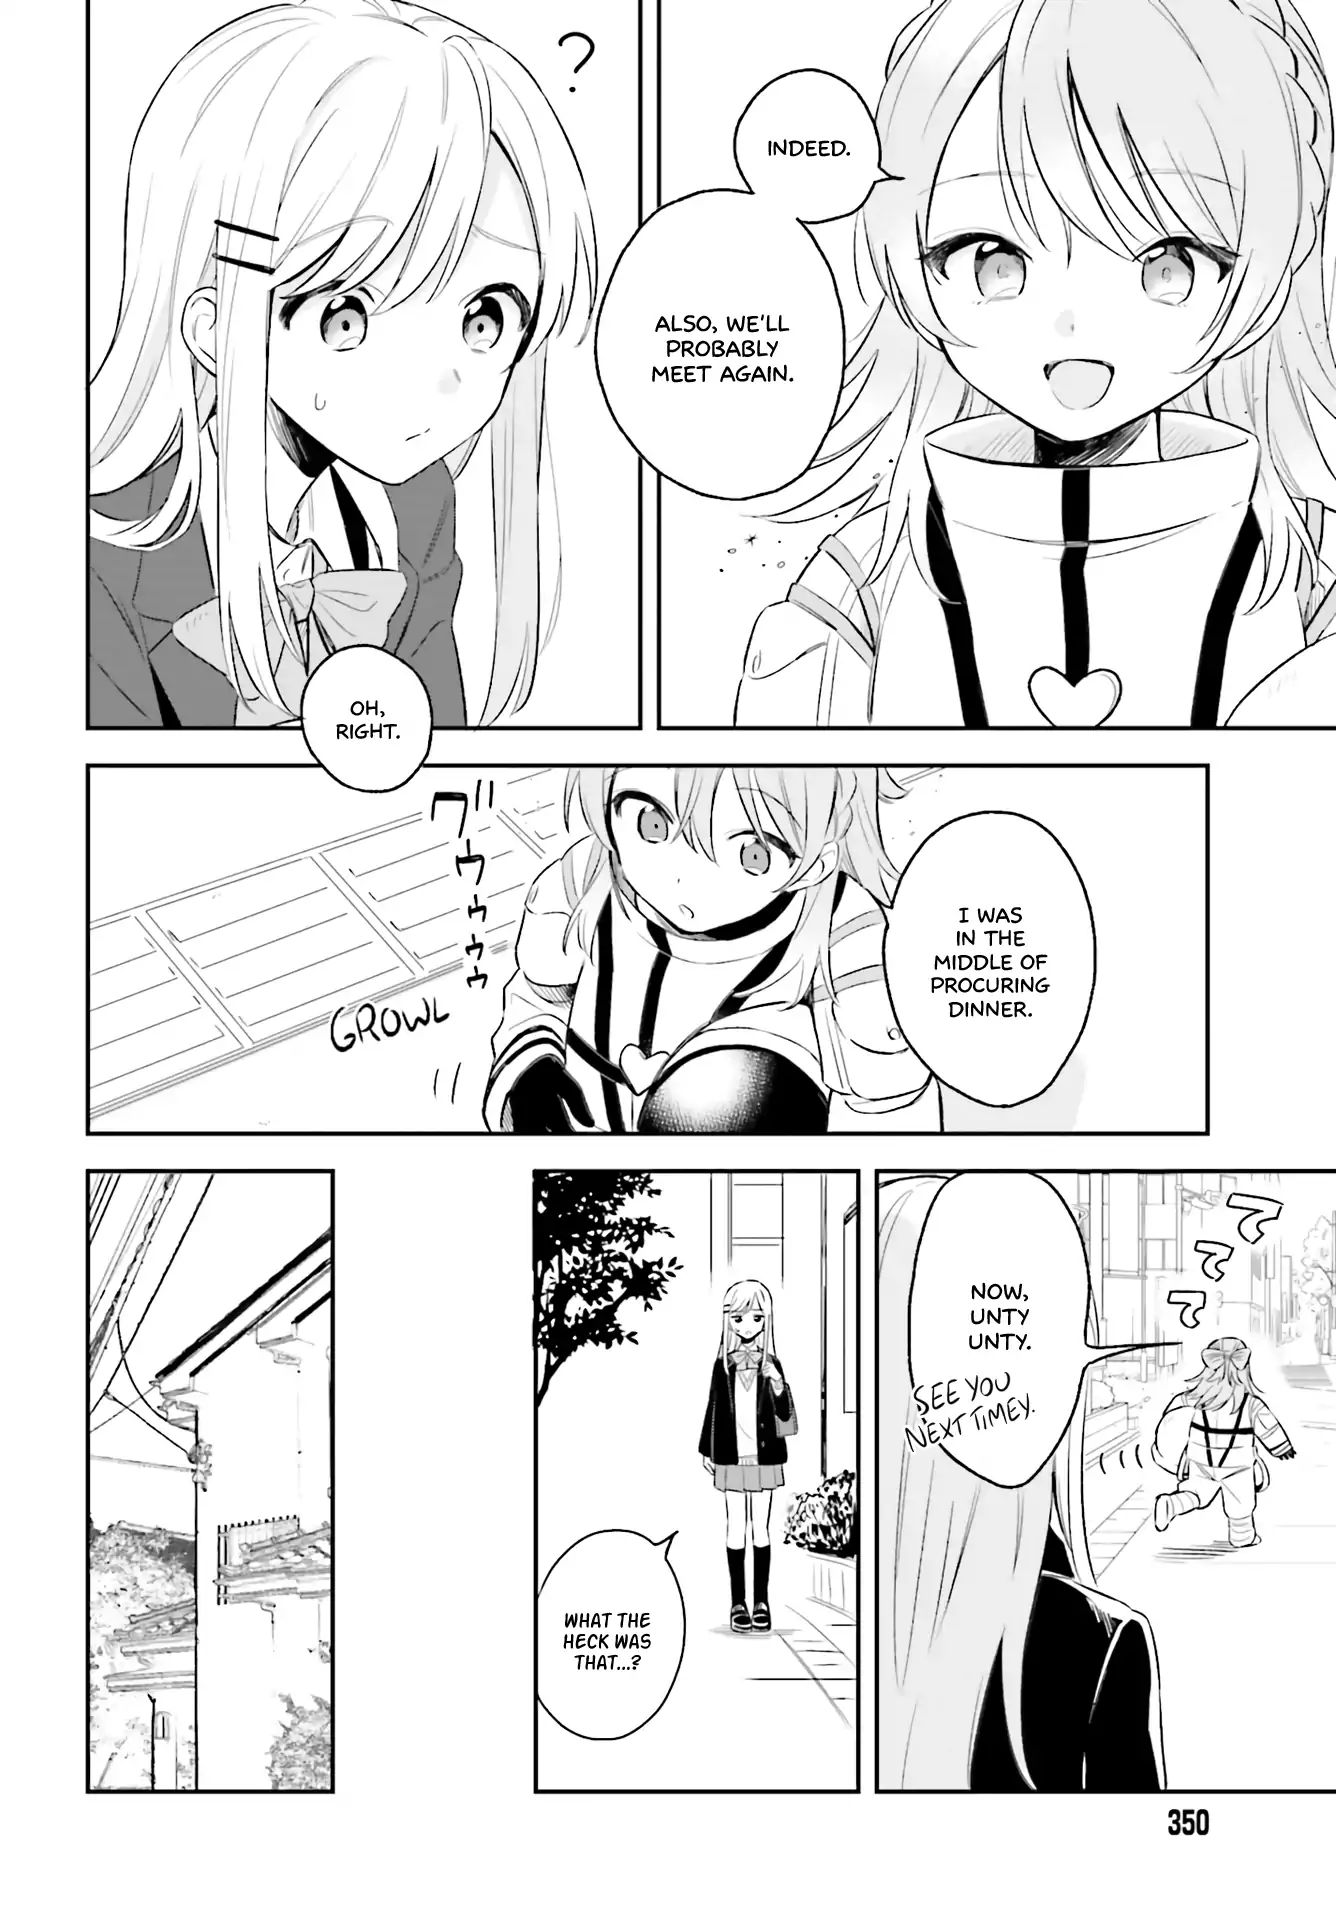 INDEED.
ALSO, WE'LL
PROBABLY
MEET AGAIN.
?
OH,
RIGHT.
I WAS
IN THE
MIDDLE OF
PROCURING
DINNER.
グゥゥゥゥゥ
GROWL
NOW,
UNTY
UNTY.
SEE YOU
NEXT TIMEY.
てててて
WHAT THE
HECK WAS
THAT...?
350